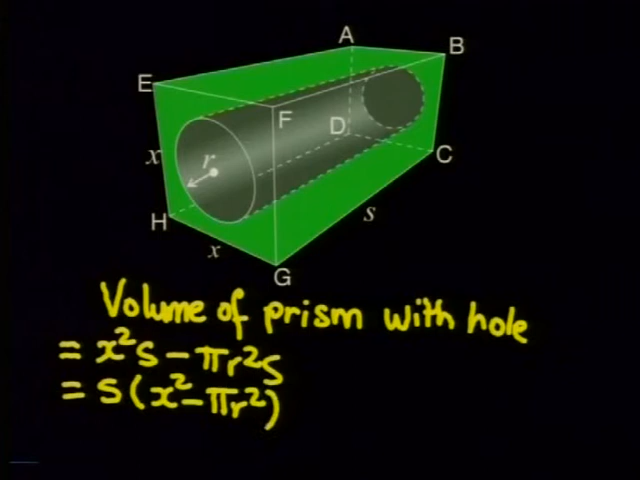 A
B
E
F
D
C
x
r
H
s
x
G
Volume of prism with hole
= x²s - πr²s
= s(x² - πr²)